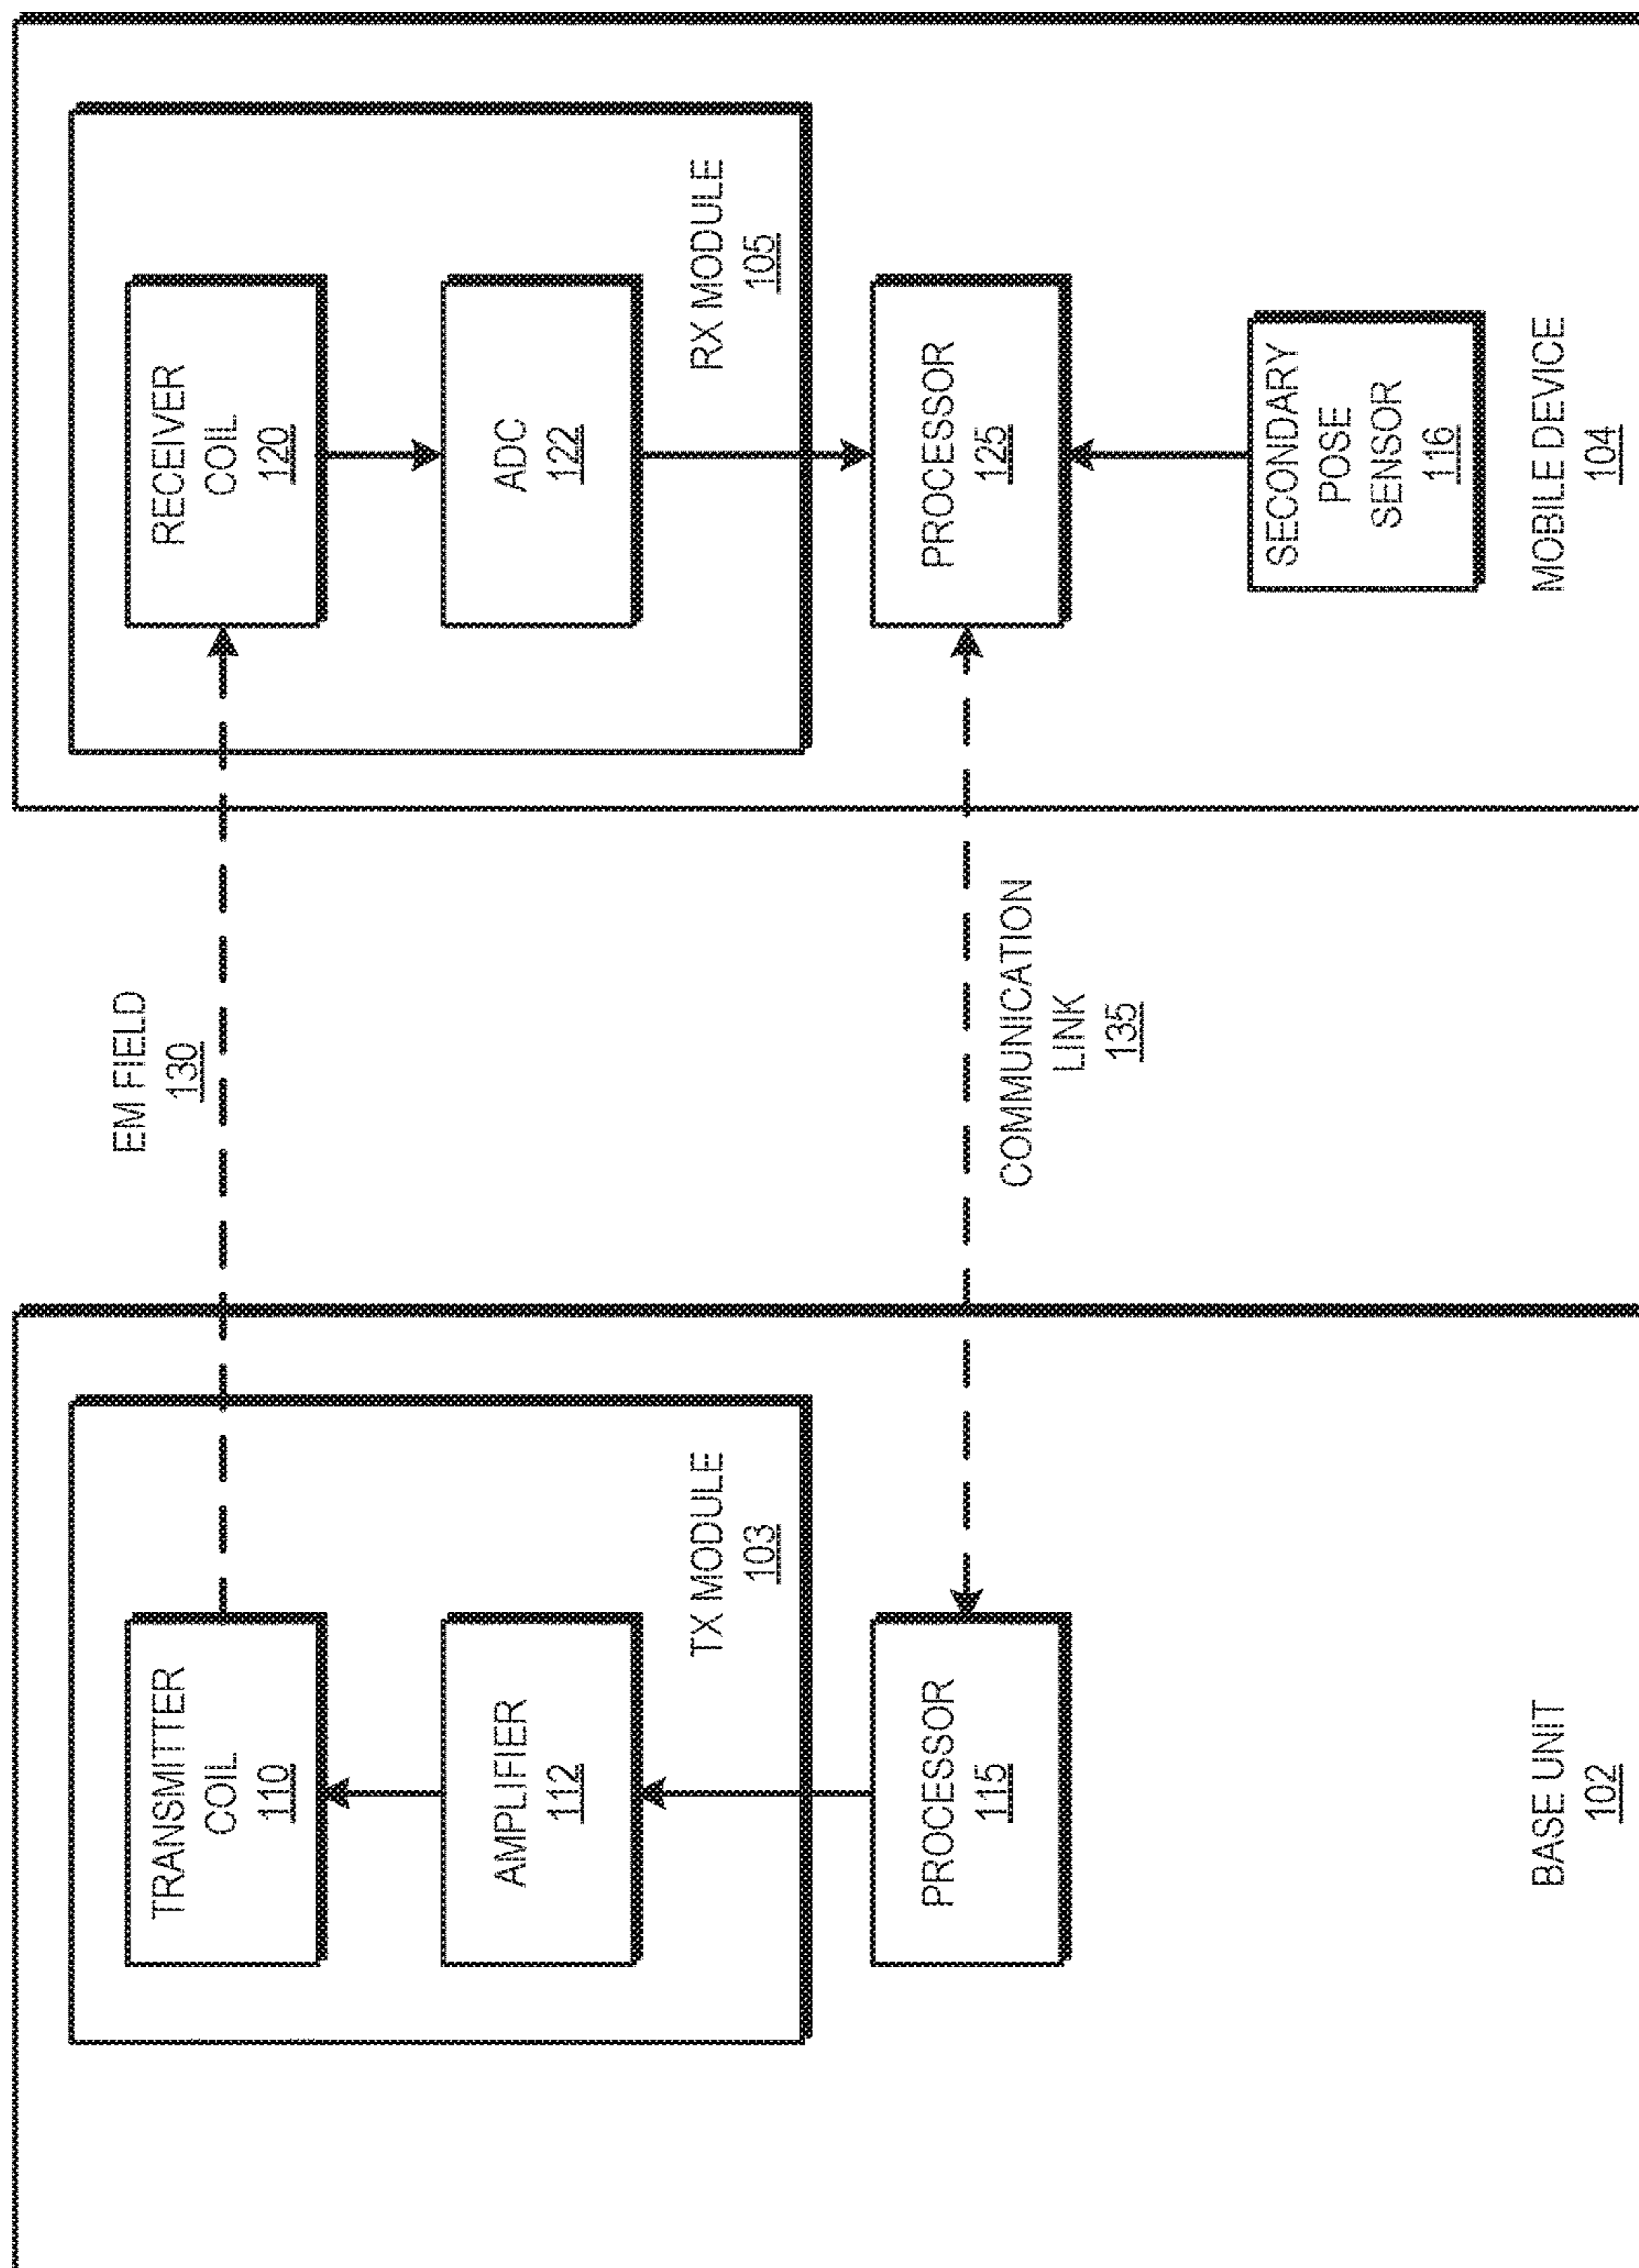 TRANSMITTER
COIL
110
AMPLIFIER
112
TX MODULE
103
PROCESSOR
115
BASE UNIT
102
EM FIELD
130
COMMUNICATION
LINK
135
RECEIVER
COIL
120
ADC
122
RX MODULE
105
PROCESSOR
125
SECONDARY
POSE
SENSOR
116
MOBILE DEVICE
104